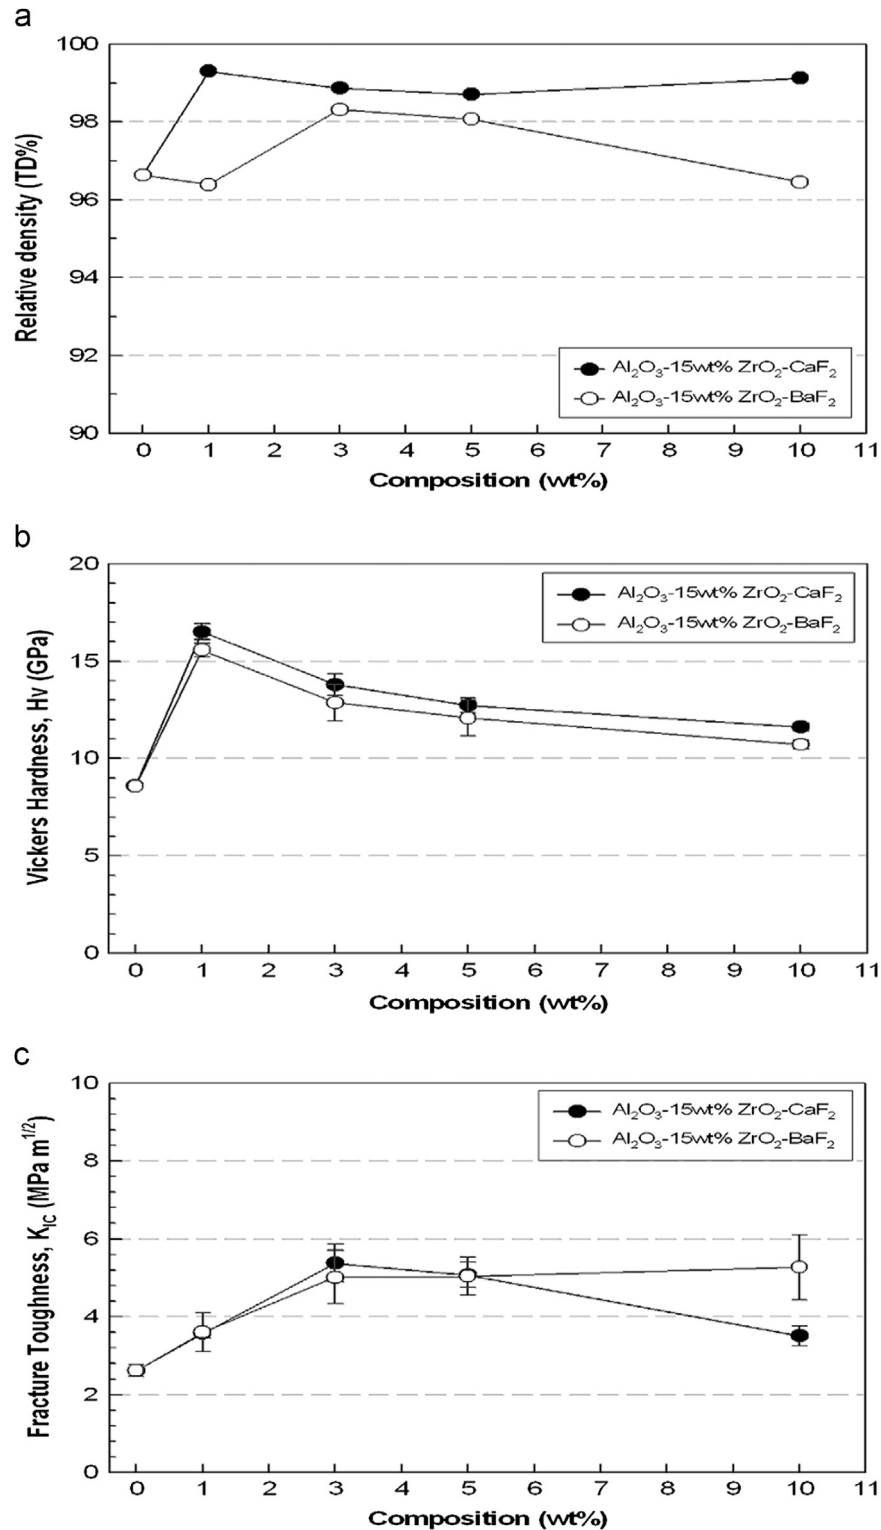 a
100
98
96
94
92
90
Relative density (TD%)
Al₂O₃-15wt% ZrO₂-CaF₂
Al₂O₃-15wt% ZrO₂-BaF₂
0 1 2 3 4 5 6 7 8 9 10 11
Composition (wt%)
b
20
15
10
5
0
Vickers Hardness, Hv (GPa)
Al₂O₃-15wt% ZrO₂-CaF₂
Al₂O₃-15wt% ZrO₂-BaF₂
0 1 2 3 4 5 6 7 8 9 10 11
Composition (wt%)
c
10
8
6
4
2
0
Fracture Toughness, K_IC (MPa m^1/2)
Al₂O₃-15wt% ZrO₂-CaF₂
Al₂O₃-15wt% ZrO₂-BaF₂
0 1 2 3 4 5 6 7 8 9 10 11
Composition (wt%)